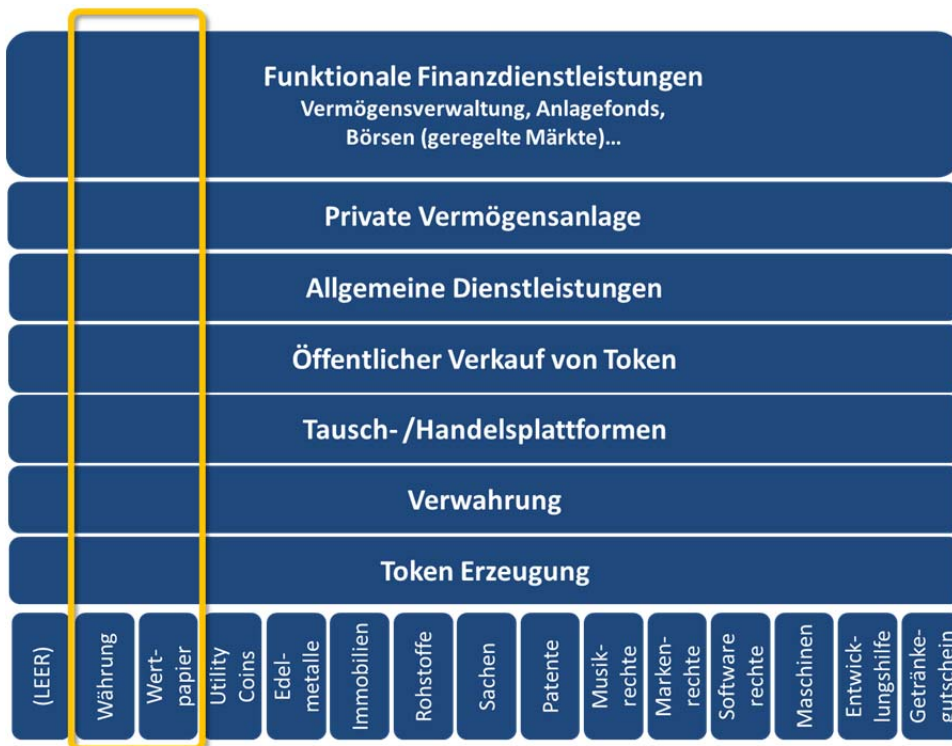 Funktionale Finanzdienstleistungen
Vermögensverwaltung, Anlagefonds,
Börsen (geregelte Märkte)...
Private Vermögensanlage
Allgemeine Dienstleistungen
Öffentlicher Verkauf von Token
Tausch- /Handelsplattformen
Verwahrung
Token Erzeugung
(LEER)
Währung
Wert-
papier
Utility
Coins
Edel-
metalle
Immobilien
Rohstoffe
Sachen
Patente
Musik-
rechte
Marken-
rechte
Software
rechte
Maschinen
Entwick-
lungshilfe
Getränke-
gutschein